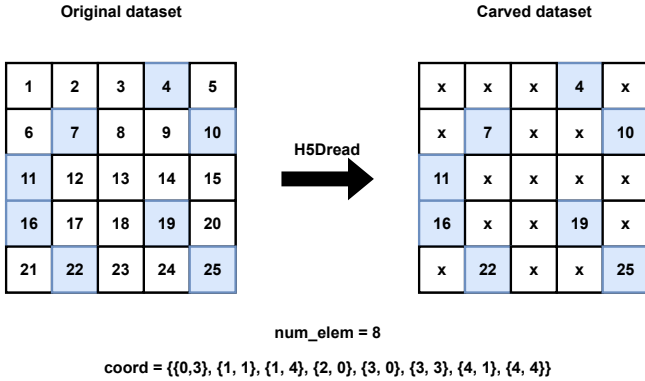 Original dataset Carved dataset
1 2 3 4 5 x x x 4 x
6 7 8 9 10 x 7 x x 10
H5Dread
11 12 13 14 15 11 x x x x
16 17 18 19 20 16 x x 19 x
21 22 23 24 25 x 22 x x 25
num_elem = 8
coord = {{0,3}, {1, 1}, {1, 4}, {2, 0}, {3, 0}, {3, 3}, {4, 1}, {4, 4}}